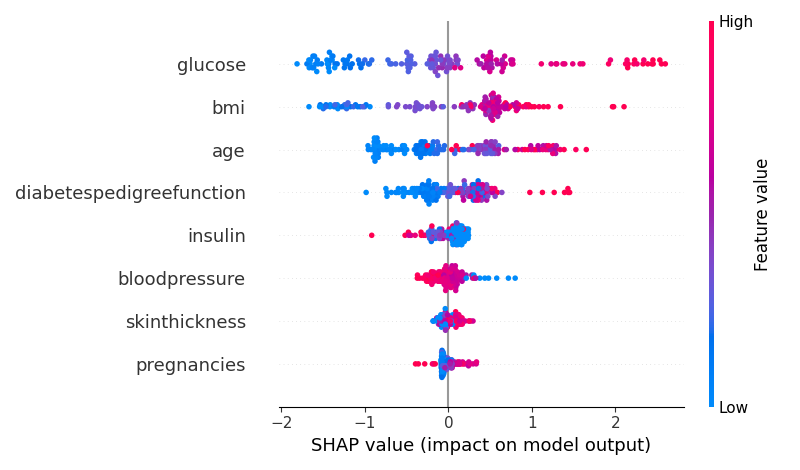 High
glucose
bmi
age
diabetespedigreefunction
insulin
bloodpressure
skinthickness
pregnancies
Feature value
Low
−2 −1 0 1 2
SHAP value (impact on model output)